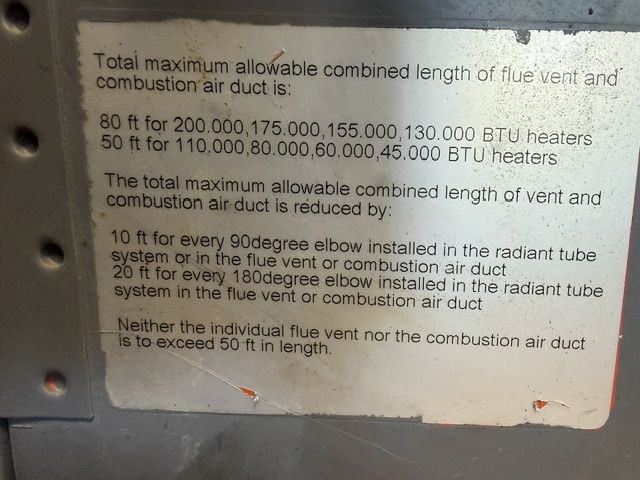 Total maximum allowable combined length of flue vent and
combustion air duct is:
80 ft for 200.000,175.000,155.000,130.000 BTU heaters
50 ft for 110,000,80.000,60.000,45.000 BTU heaters
The total maximum allowable combined length of vent and
combustion air duct is reduced by:
10 ft for every 90degree elbow installed in the radiant tube
system or in the flue vent or combustion air duct
20 ft for every 180degree elbow installed in the radiant tube
system in the flue vent or combustion air duct
Neither the individual flue vent nor the combustion air duct
is to exceed 50 ft in length.